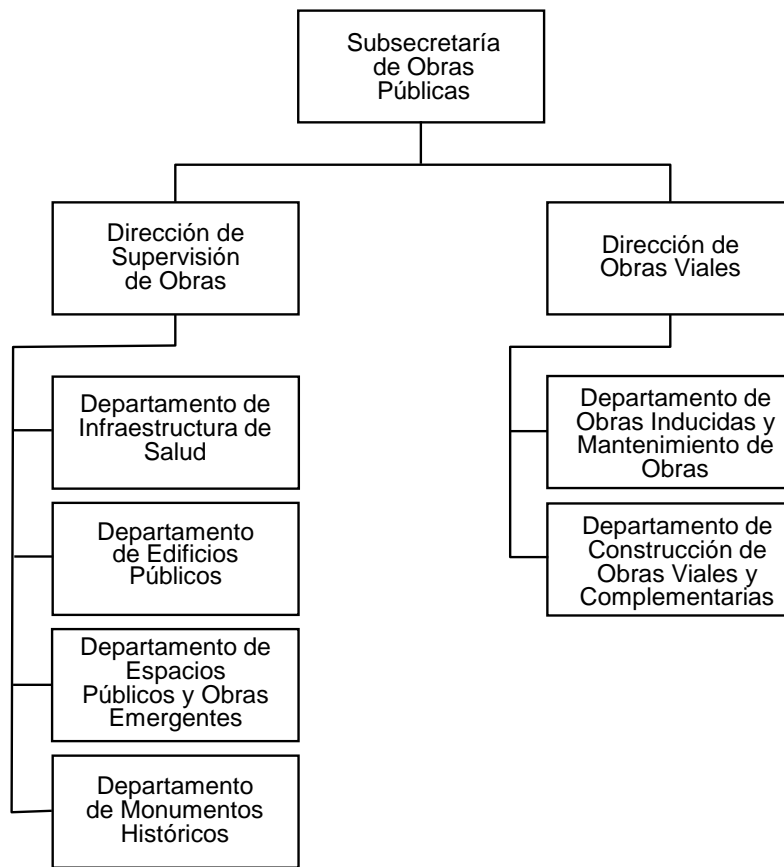 Subsecretaría
de Obras
Públicas
Dirección de
Supervisión
de Obras
Dirección de
Obras Viales
Departamento de
Infraestructura de
Salud
Departamento
de Edificios
Públicos
Departamento de
Espacios
Públicos y Obras
Emergentes
Departamento
de Monumentos
Históricos
Departamento de
Obras Inducidas y
Mantenimiento de
Obras
Departamento de
Construcción de
Obras Viales y
Complementarias